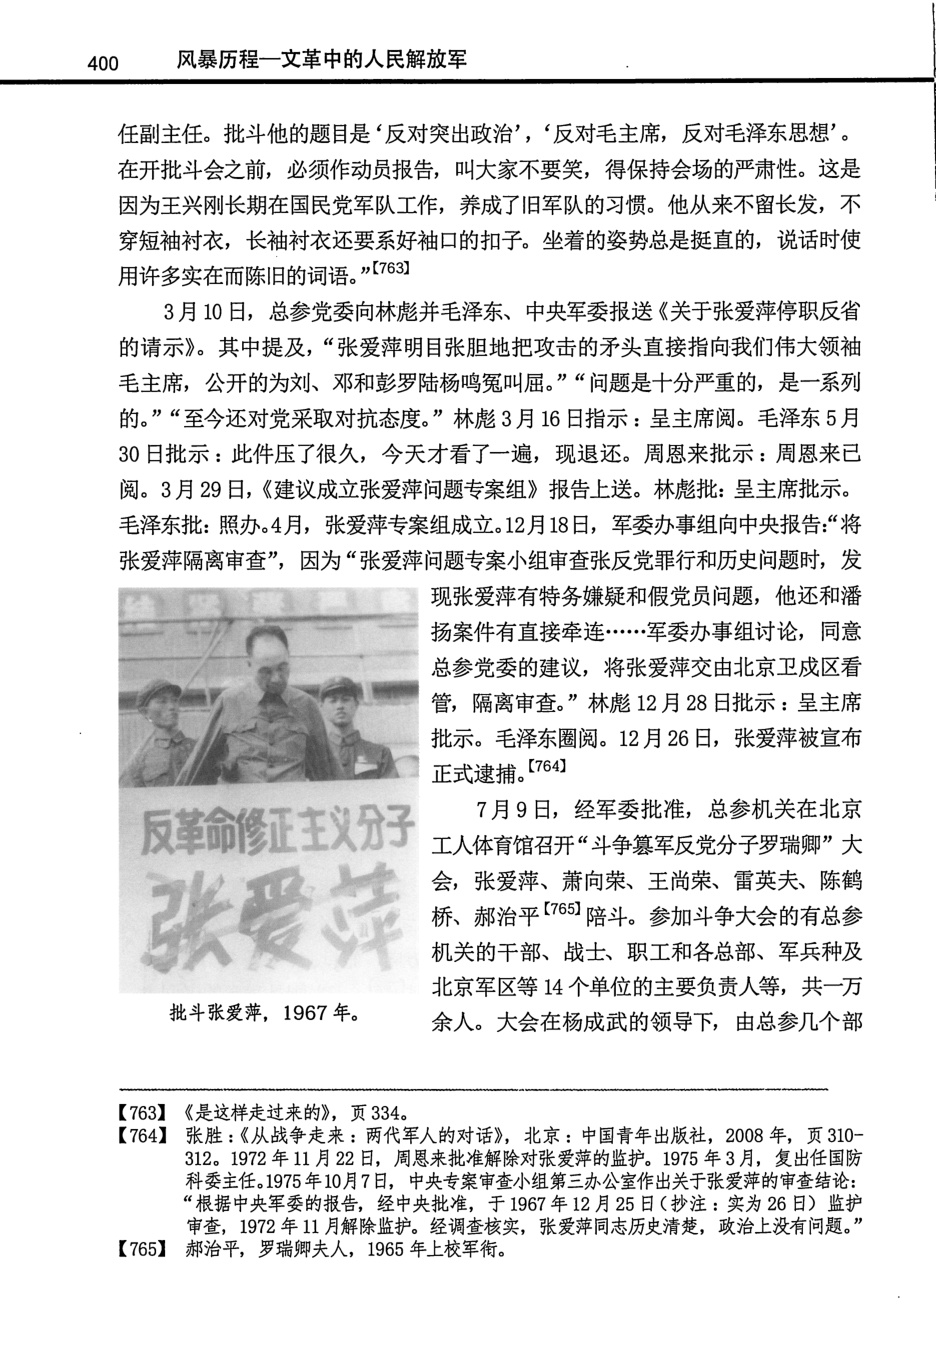 400 风暴历程—文革中的人民解放军
任副主任。批斗他的题目是‘反对突出政治’，‘反对毛主席，反对毛泽东思想’。
在开批斗会之前，必须作动员报告，叫大家不要笑，得保持会场的严肃性。这是
因为王兴刚长期在国民党军队工作，养成了旧军队的习惯。他从来不留长发，不
穿短袖衬衣，长袖衬衣还要系好袖口的扣子。坐着的姿势总是挺直的，说话时使
用许多实在而陈旧的词语。”【763】
3月10日，总参党委向林彪并毛泽东、中央军委报送《关于张爱萍停职反省
的请示》。其中提及，“张爱萍明目张胆地把攻击的矛头直接指向我们伟大领袖
毛主席，公开的为刘、邓和彭罗陆杨鸣冤叫屈。”“问题是十分严重的，是一系列
的。”“至今还对党采取对抗态度。”林彪3月16日指示：呈主席阅。毛泽东5月
30日批示：此件压了很久，今天才看了一遍，现退还。周恩来批示：周恩来已
阅。3月29日，《建议成立张爱萍问题专案组》报告上送。林彪批：呈主席批示。
毛泽东批：照办。4月，张爱萍专案组成立。12月18日，军委办事组向中央报告：“将
张爱萍隔离审查”，因为“张爱萍问题专案小组审查张反党罪行和历史问题时，发
现张爱萍有特务嫌疑和假党员问题，他还和潘
扬案件有直接牵连……军委办事组讨论，同意
总参党委的建议，将张爱萍交由北京卫戍区看
管，隔离审查。”林彪12月28日批示：呈主席
批示。毛泽东圈阅。12月26日，张爱萍被宣布
正式逮捕。【764】
7月9日，经军委批准，总参机关在北京
工人体育馆召开“斗争篡军反党分子罗瑞卿”大
会，张爱萍、萧向荣、王尚荣、雷英夫、陈鹤
桥、郝治平【765】陪斗。参加斗争大会的有总参
机关的干部、战士、职工和各总部、军兵种及
北京军区等14个单位的主要负责人等，共一万
余人。大会在杨成武的领导下，由总参几个部
反革命修正主义分子
张爱萍
批斗张爱萍，1967年。
【763】《是这样走过来的》，页334。
【764】 张胜：《从战争走来：两代军人的对话》，北京：中国青年出版社，2008年，页310-
312。1972年11月22日，周恩来批准解除对张爱萍的监护。1975年3月，复出任国防
科委主任。1975年10月7日，中央专案审查小组第三办公室作出关于张爱萍的审查结论：
“根据中央军委的报告，经中央批准，于1967年12月25日（抄注：实为26日）监护
审查，1972年11月解除监护。经调查核实，张爱萍同志历史清楚，政治上没有问题。”
【765】 郝治平，罗瑞卿夫人，1965年上校军衔。